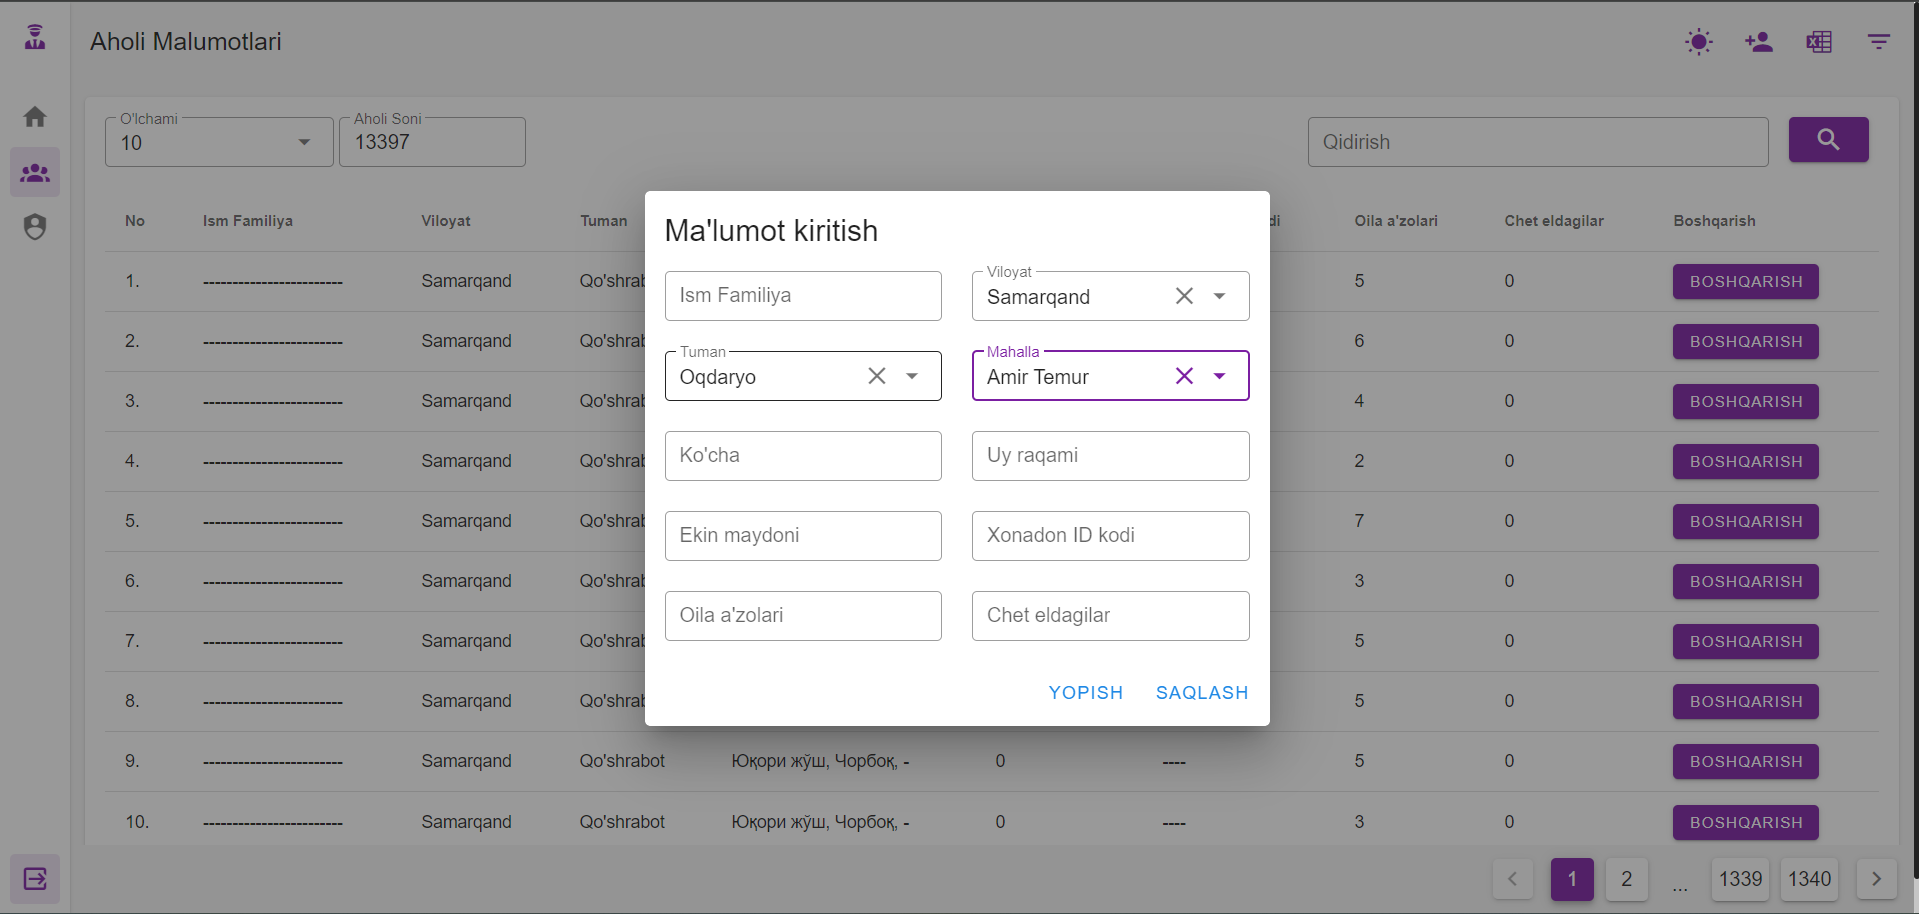 Aholi Malumotlari
O'lchami
10
Aholi Soni
13397
Qidirish
No Ism Familiya Viloyat Tuman di Oila a'zolari Chet eldagilar Boshqarish
1. ------------------------ Samarqand Qo'shrab 5 0 BOSHQARISH
2. ------------------------ Samarqand Qo'shrab 6 0 BOSHQARISH
3. ------------------------ Samarqand Qo'shrab 4 0 BOSHQARISH
4. ------------------------ Samarqand Qo'shrab 2 0 BOSHQARISH
5. ------------------------ Samarqand Qo'shrab 7 0 BOSHQARISH
6. ------------------------ Samarqand Qo'shrab 3 0 BOSHQARISH
7. ------------------------ Samarqand Qo'shrab 5 0 BOSHQARISH
8. ------------------------ Samarqand Qo'shrab 5 0 BOSHQARISH
9. ------------------------ Samarqand Qo'shrabot Юқори жўш, Чорбоқ, - 0 ---- 5 0 BOSHQARISH
10. ------------------------ Samarqand Qo'shrabot Юқори жўш, Чорбоқ, - 0 ---- 3 0 BOSHQARISH
Ma'lumot kiritish
Ism Familiya
Viloyat
Samarqand
Tuman
Oqdaryo
Mahalla
Amir Temur
Ko'cha
Uy raqami
Ekin maydoni
Xonadon ID kodi
Oila a'zolari
Chet eldagilar
YOPISH SAQLASH
1 2 ... 1339 1340